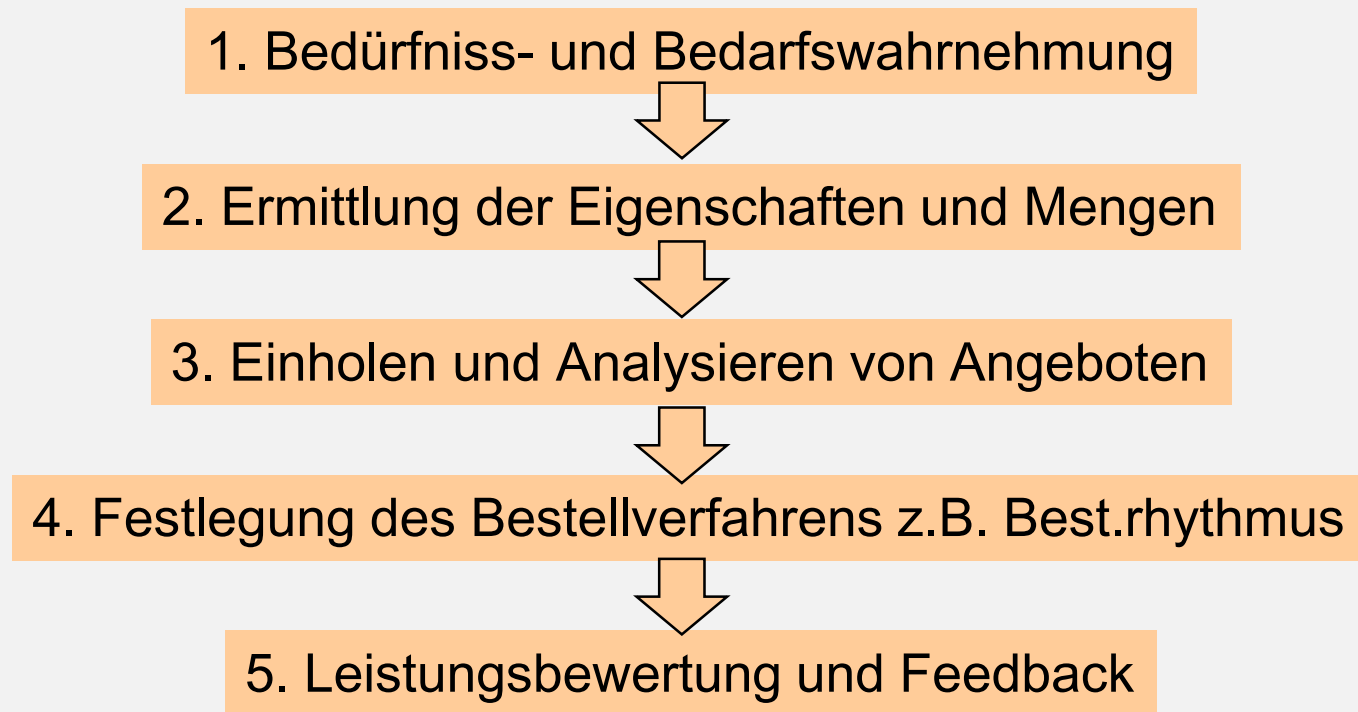 1. Bedürfniss- und Bedarfswahrnehmung
2. Ermittlung der Eigenschaften und Mengen
3. Einholen und Analysieren von Angeboten
4. Festlegung des Bestellverfahrens z.B. Best.rhythmus
5. Leistungsbewertung und Feedback